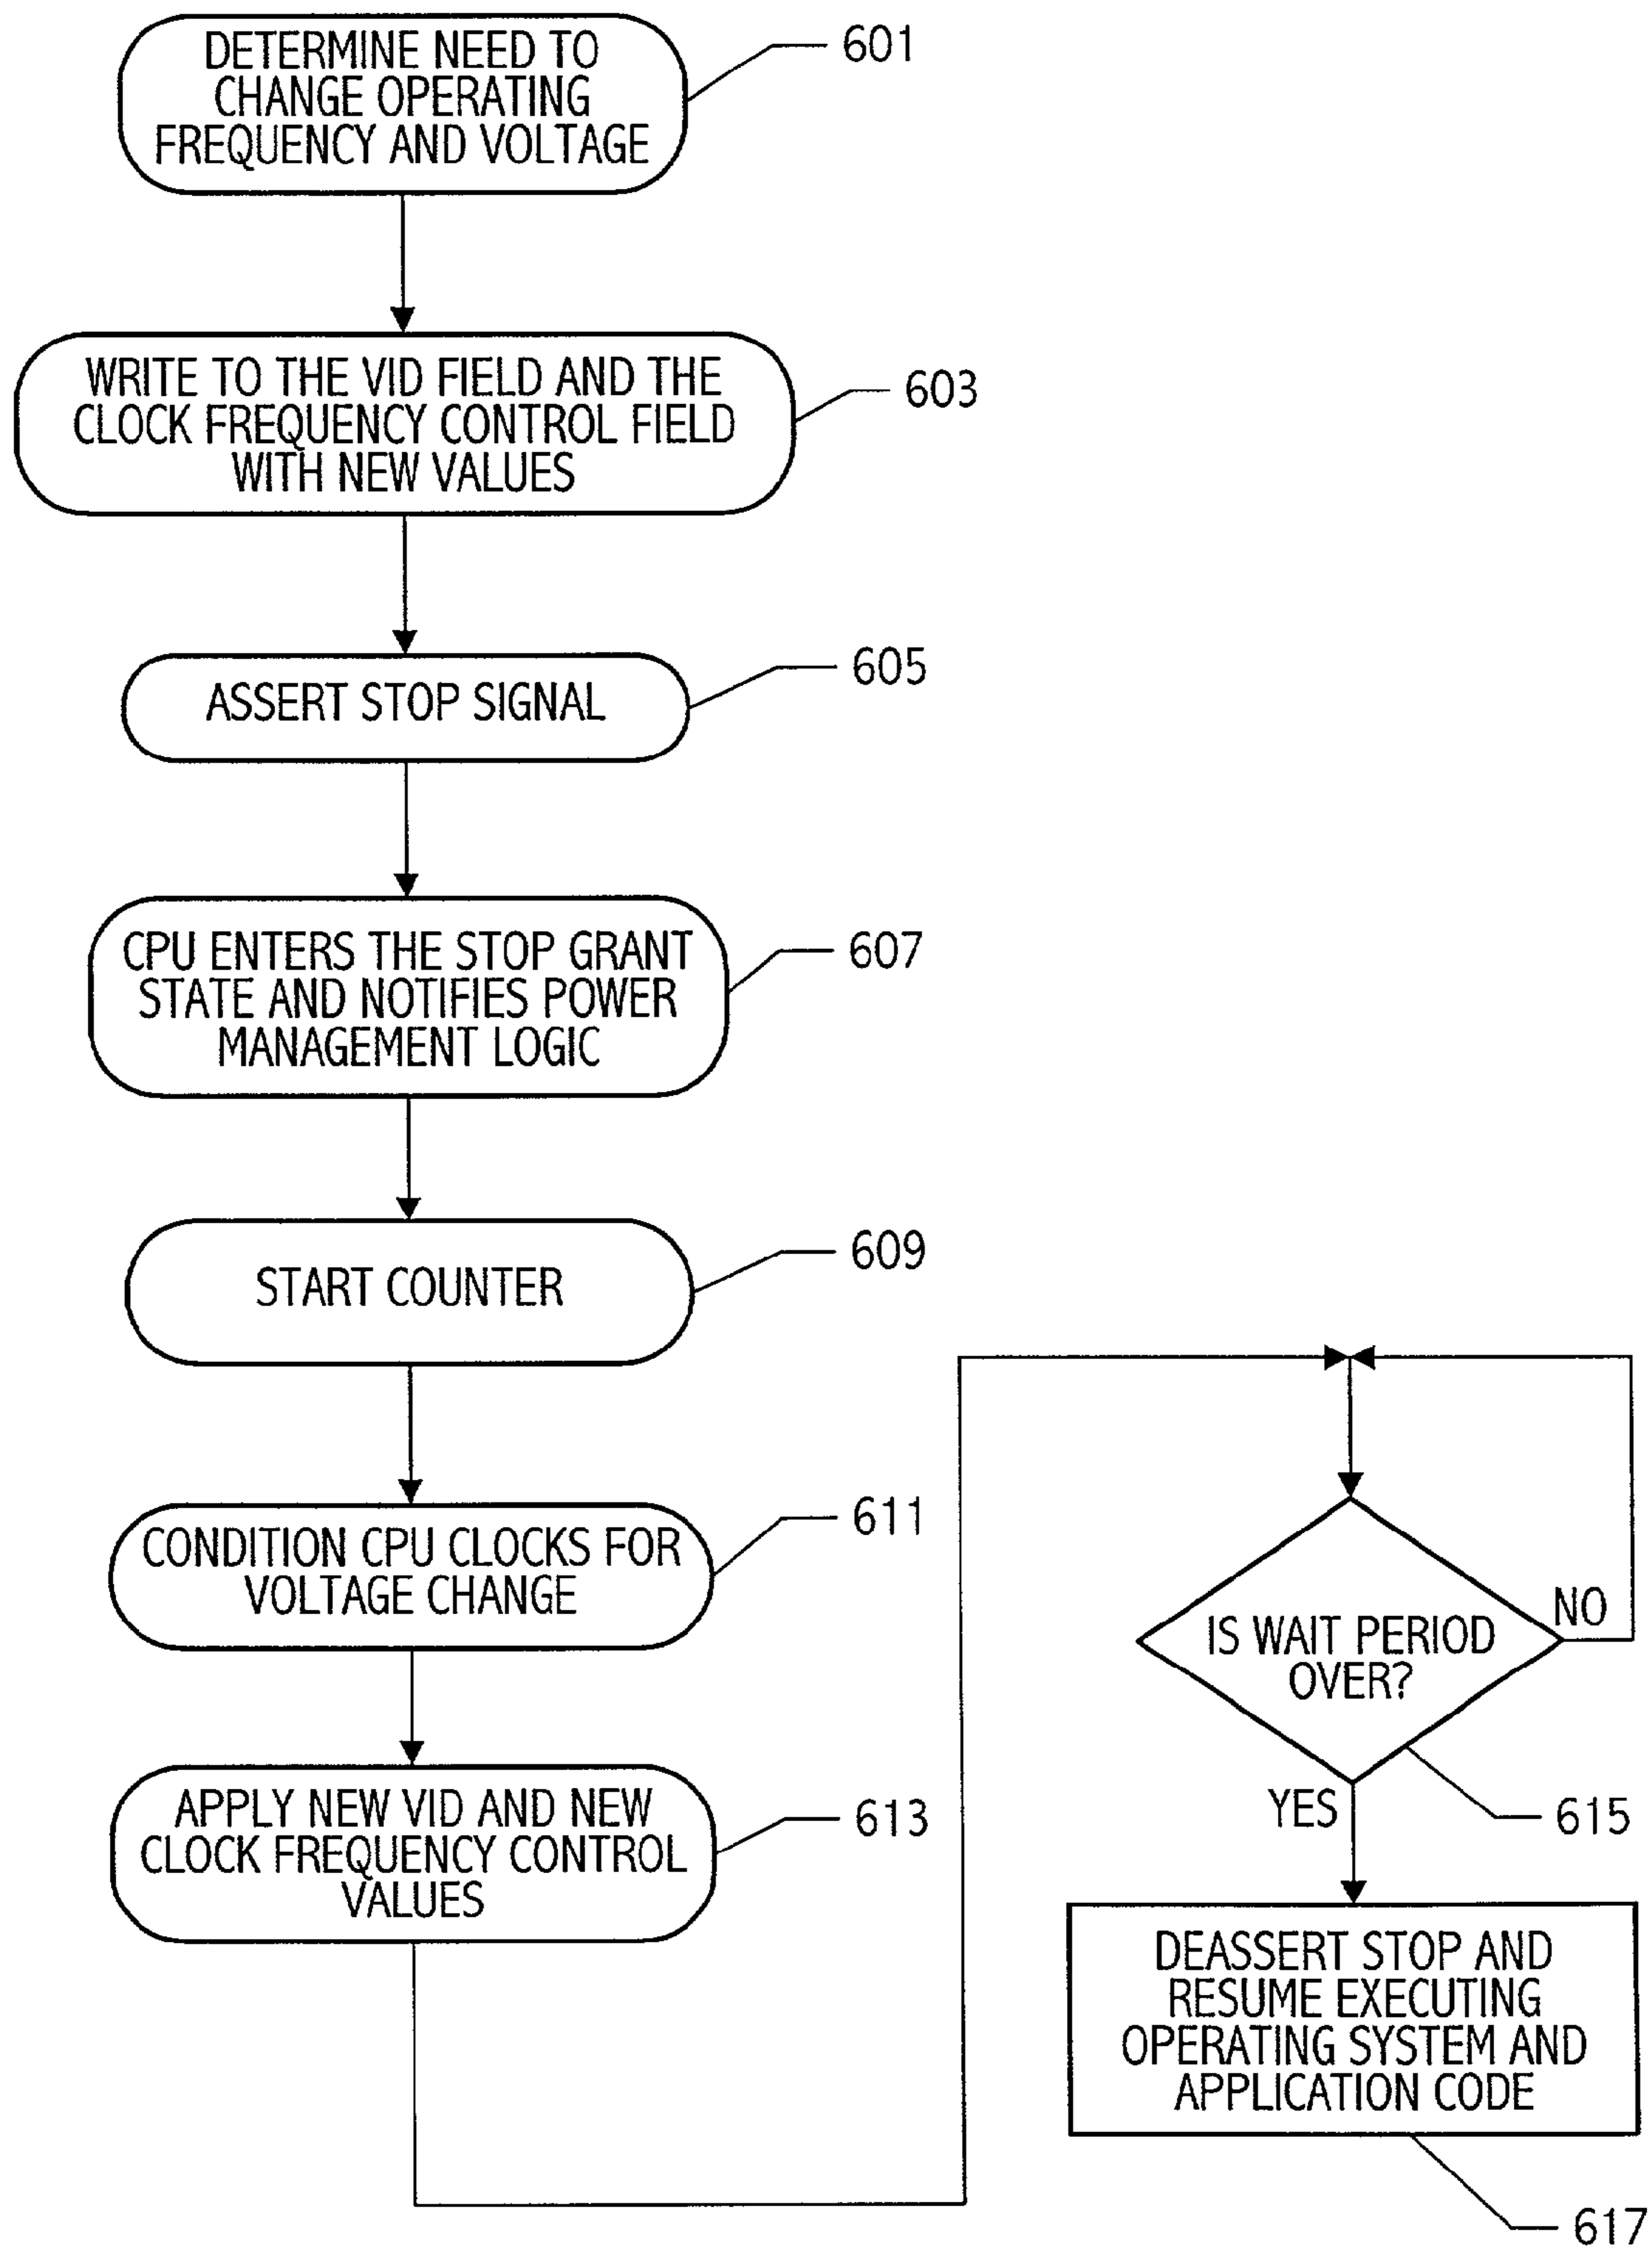 DETERMINE NEED TO
CHANGE OPERATING
FREQUENCY AND VOLTAGE
601
WRITE TO THE VID FIELD AND THE
CLOCK FREQUENCY CONTROL FIELD
WITH NEW VALUES
603
ASSERT STOP SIGNAL
605
CPU ENTERS THE STOP GRANT
STATE AND NOTIFIES POWER
MANAGEMENT LOGIC
607
START COUNTER
609
CONDITION CPU CLOCKS FOR
VOLTAGE CHANGE
611
APPLY NEW VID AND NEW
CLOCK FREQUENCY CONTROL
VALUES
613
IS WAIT PERIOD
OVER?
NO
YES
615
DEASSERT STOP AND
RESUME EXECUTING
OPERATING SYSTEM AND
APPLICATION CODE
617